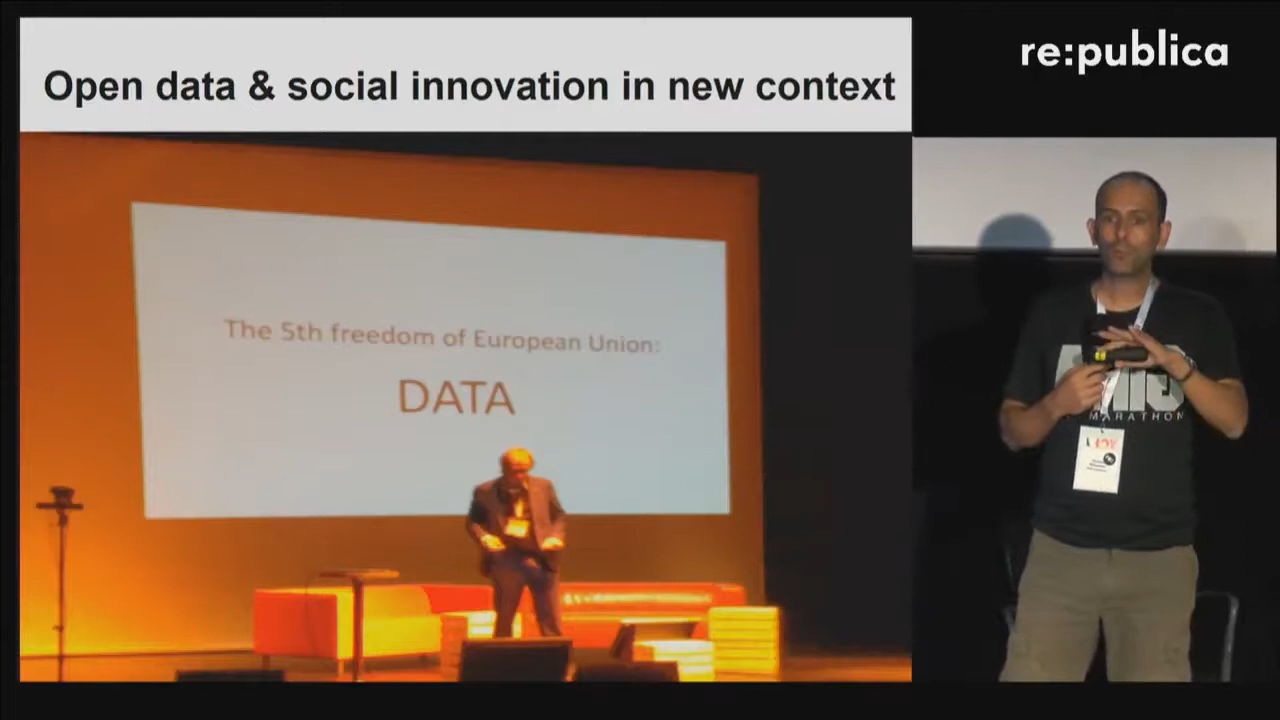 Open data & social innovation in new context
re:publica
The 5th freedom of European Union:
DATA
MARATHON